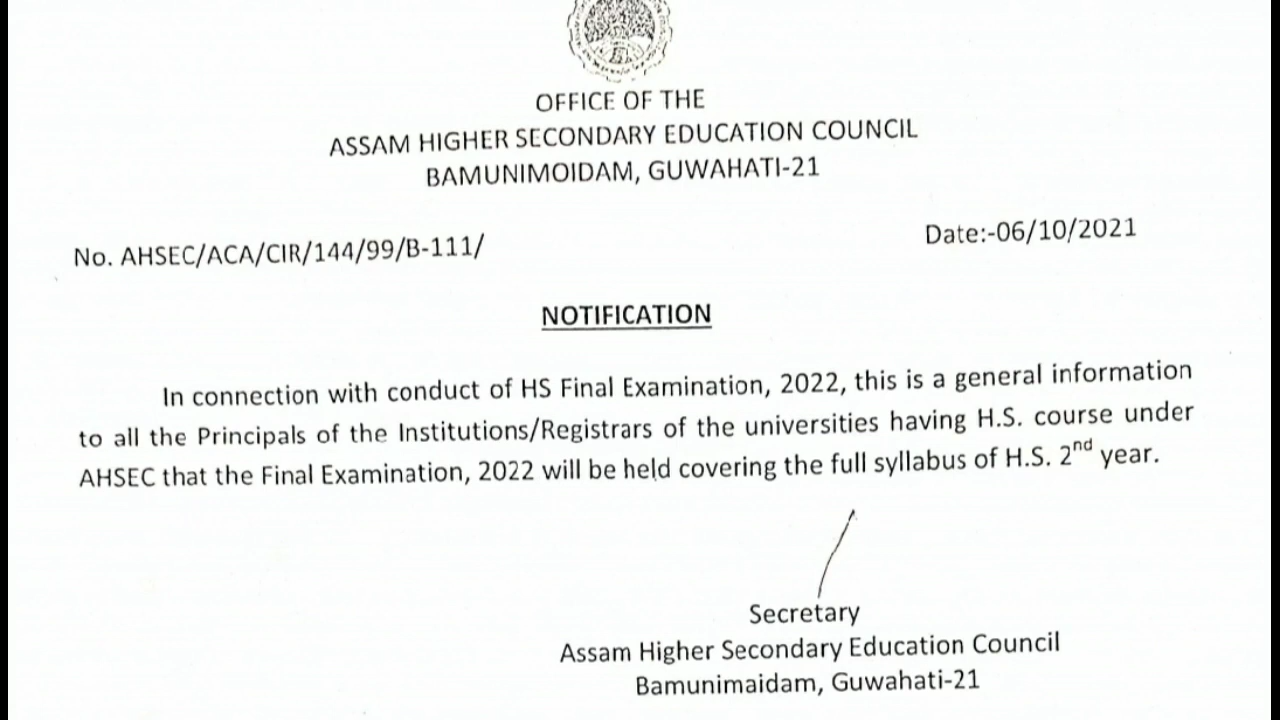 OFFICE OF THE
ASSAM HIGHER SECONDARY EDUCATION COUNCIL
BAMUNIMOIDAM, GUWAHATI-21
No. AHSEC/ACA/CIR/144/99/B-111/
Date:-06/10/2021
NOTIFICATION
In connection with conduct of HS Final Examination, 2022, this is a general information
to all the Principals of the Institutions/Registrars of the universities having H.S. course under
AHSEC that the Final Examination, 2022 will be held covering the full syllabus of H.S. 2nd year.
Secretary
Assam Higher Secondary Education Council
Bamunimaidam, Guwahati-21